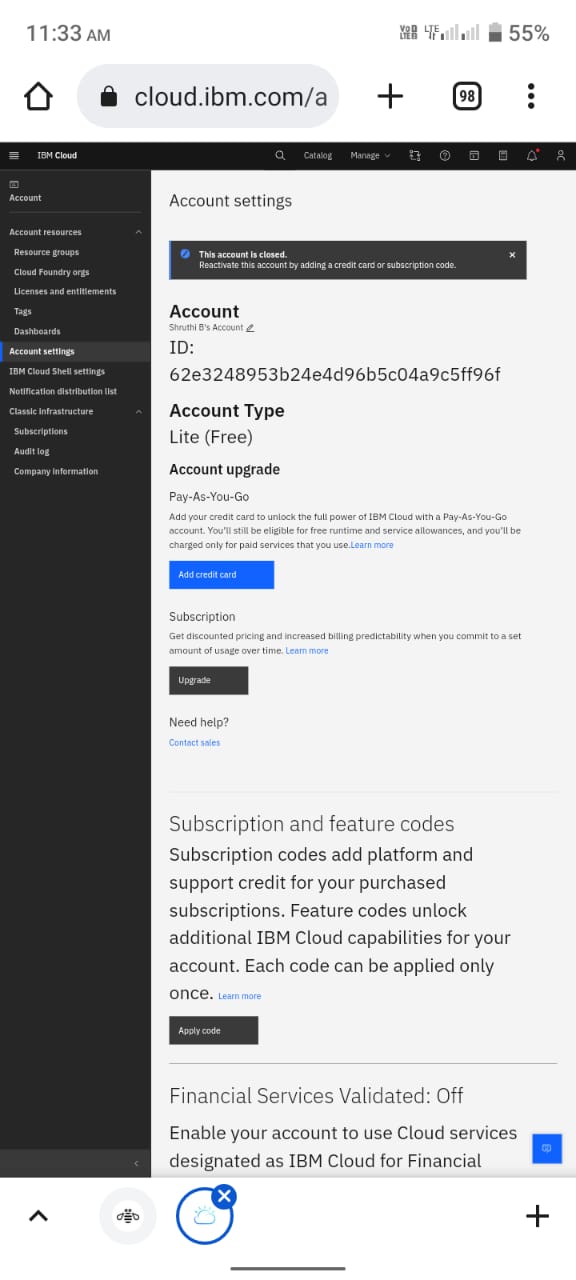 11:33 AM
VoD LTED LTE 55%
cloud.ibm.com/a
98
IBM Cloud
Catalog
Manage
Account
Account resources
Resource groups
Cloud Foundry orgs
Licenses and entitlements
Tags
Dashboards
Account settings
IBM Cloud Shell settings
Notification distribution list
Classic Infrastructure
Subscriptions
Audit log
Company information
Account settings
This account is closed.
Reactivate this account by adding a credit card or subscription code.
Account
Shruthi B's Account
ID:
62e3248953b24e4d96b5c04a9c5ff96f
Account Type
Lite (Free)
Account upgrade
Pay-As-You-Go
Add your credit card to unlock the full power of IBM Cloud with a Pay-As-You-Go
account. You'll still be eligible for free runtime and service allowances, and you'll be
charged only for paid services that you use.Learn more
Add credit card
Subscription
Get discounted pricing and increased billing predictability when you commit to a set
amount of usage over time. Learn more
Upgrade
Need help?
Contact sales
Subscription and feature codes
Subscription codes add platform and
support credit for your purchased
subscriptions. Feature codes unlock
additional IBM Cloud capabilities for your
account. Each code can be applied only
once. Learn more
Apply code
Financial Services Validated: Off
Enable your account to use Cloud services
designated as IBM Cloud for Financial